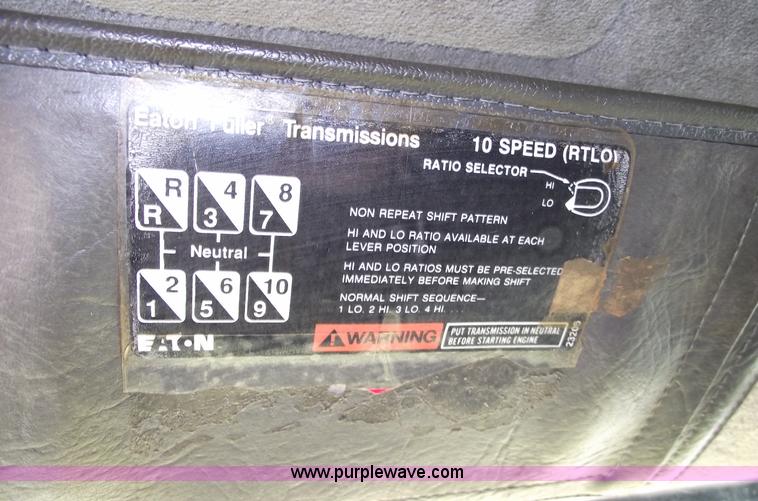 Eaton Fuller® Transmissions
10 SPEED (RTLO)
RATIO SELECTOR
HI
LO
R R
4 3
8 7
Neutral
2 1
6 5
10 9
NON REPEAT SHIFT PATTERN
HI AND LO RATIO AVAILABLE AT EACH
LEVER POSITION
HI AND LO RATIOS MUST BE PRE-SELECTED
IMMEDIATELY BEFORE MAKING SHIFT
NORMAL SHIFT SEQUENCE—
1 LO. 2 HI. 3 LO. 4 HI. . . .
EATON
WARNING
PUT TRANSMISSION IN NEUTRAL
BEFORE STARTING ENGINE
www.purplewave.com